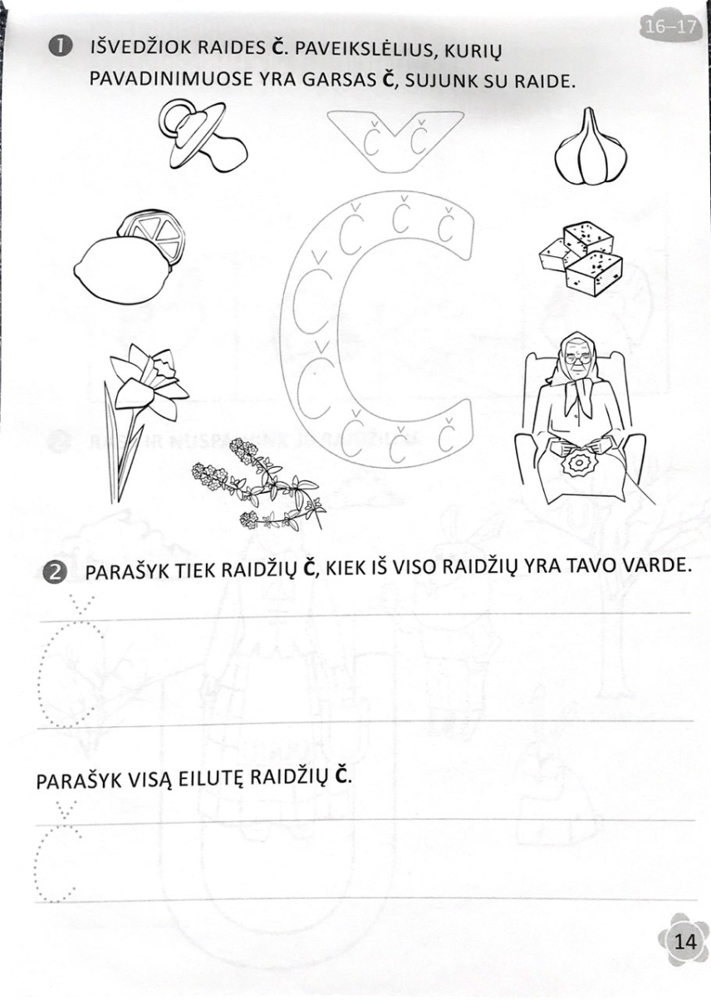 16–17
1 IŠVEDŽIOK RAIDES Č. PAVEIKSLĖLIUS, KURIŲ
PAVADINIMUOSE YRA GARSAS Č, SUJUNK SU RAIDE.
Č Č
Č Č Č
Č
Č
Č Č Č
2 PARAŠYK TIEK RAIDŽIŲ Č, KIEK IŠ VISO RAIDŽIŲ YRA TAVO VARDE.
Č
PARAŠYK VISĄ EILUTĘ RAIDŽIŲ Č.
Č
14